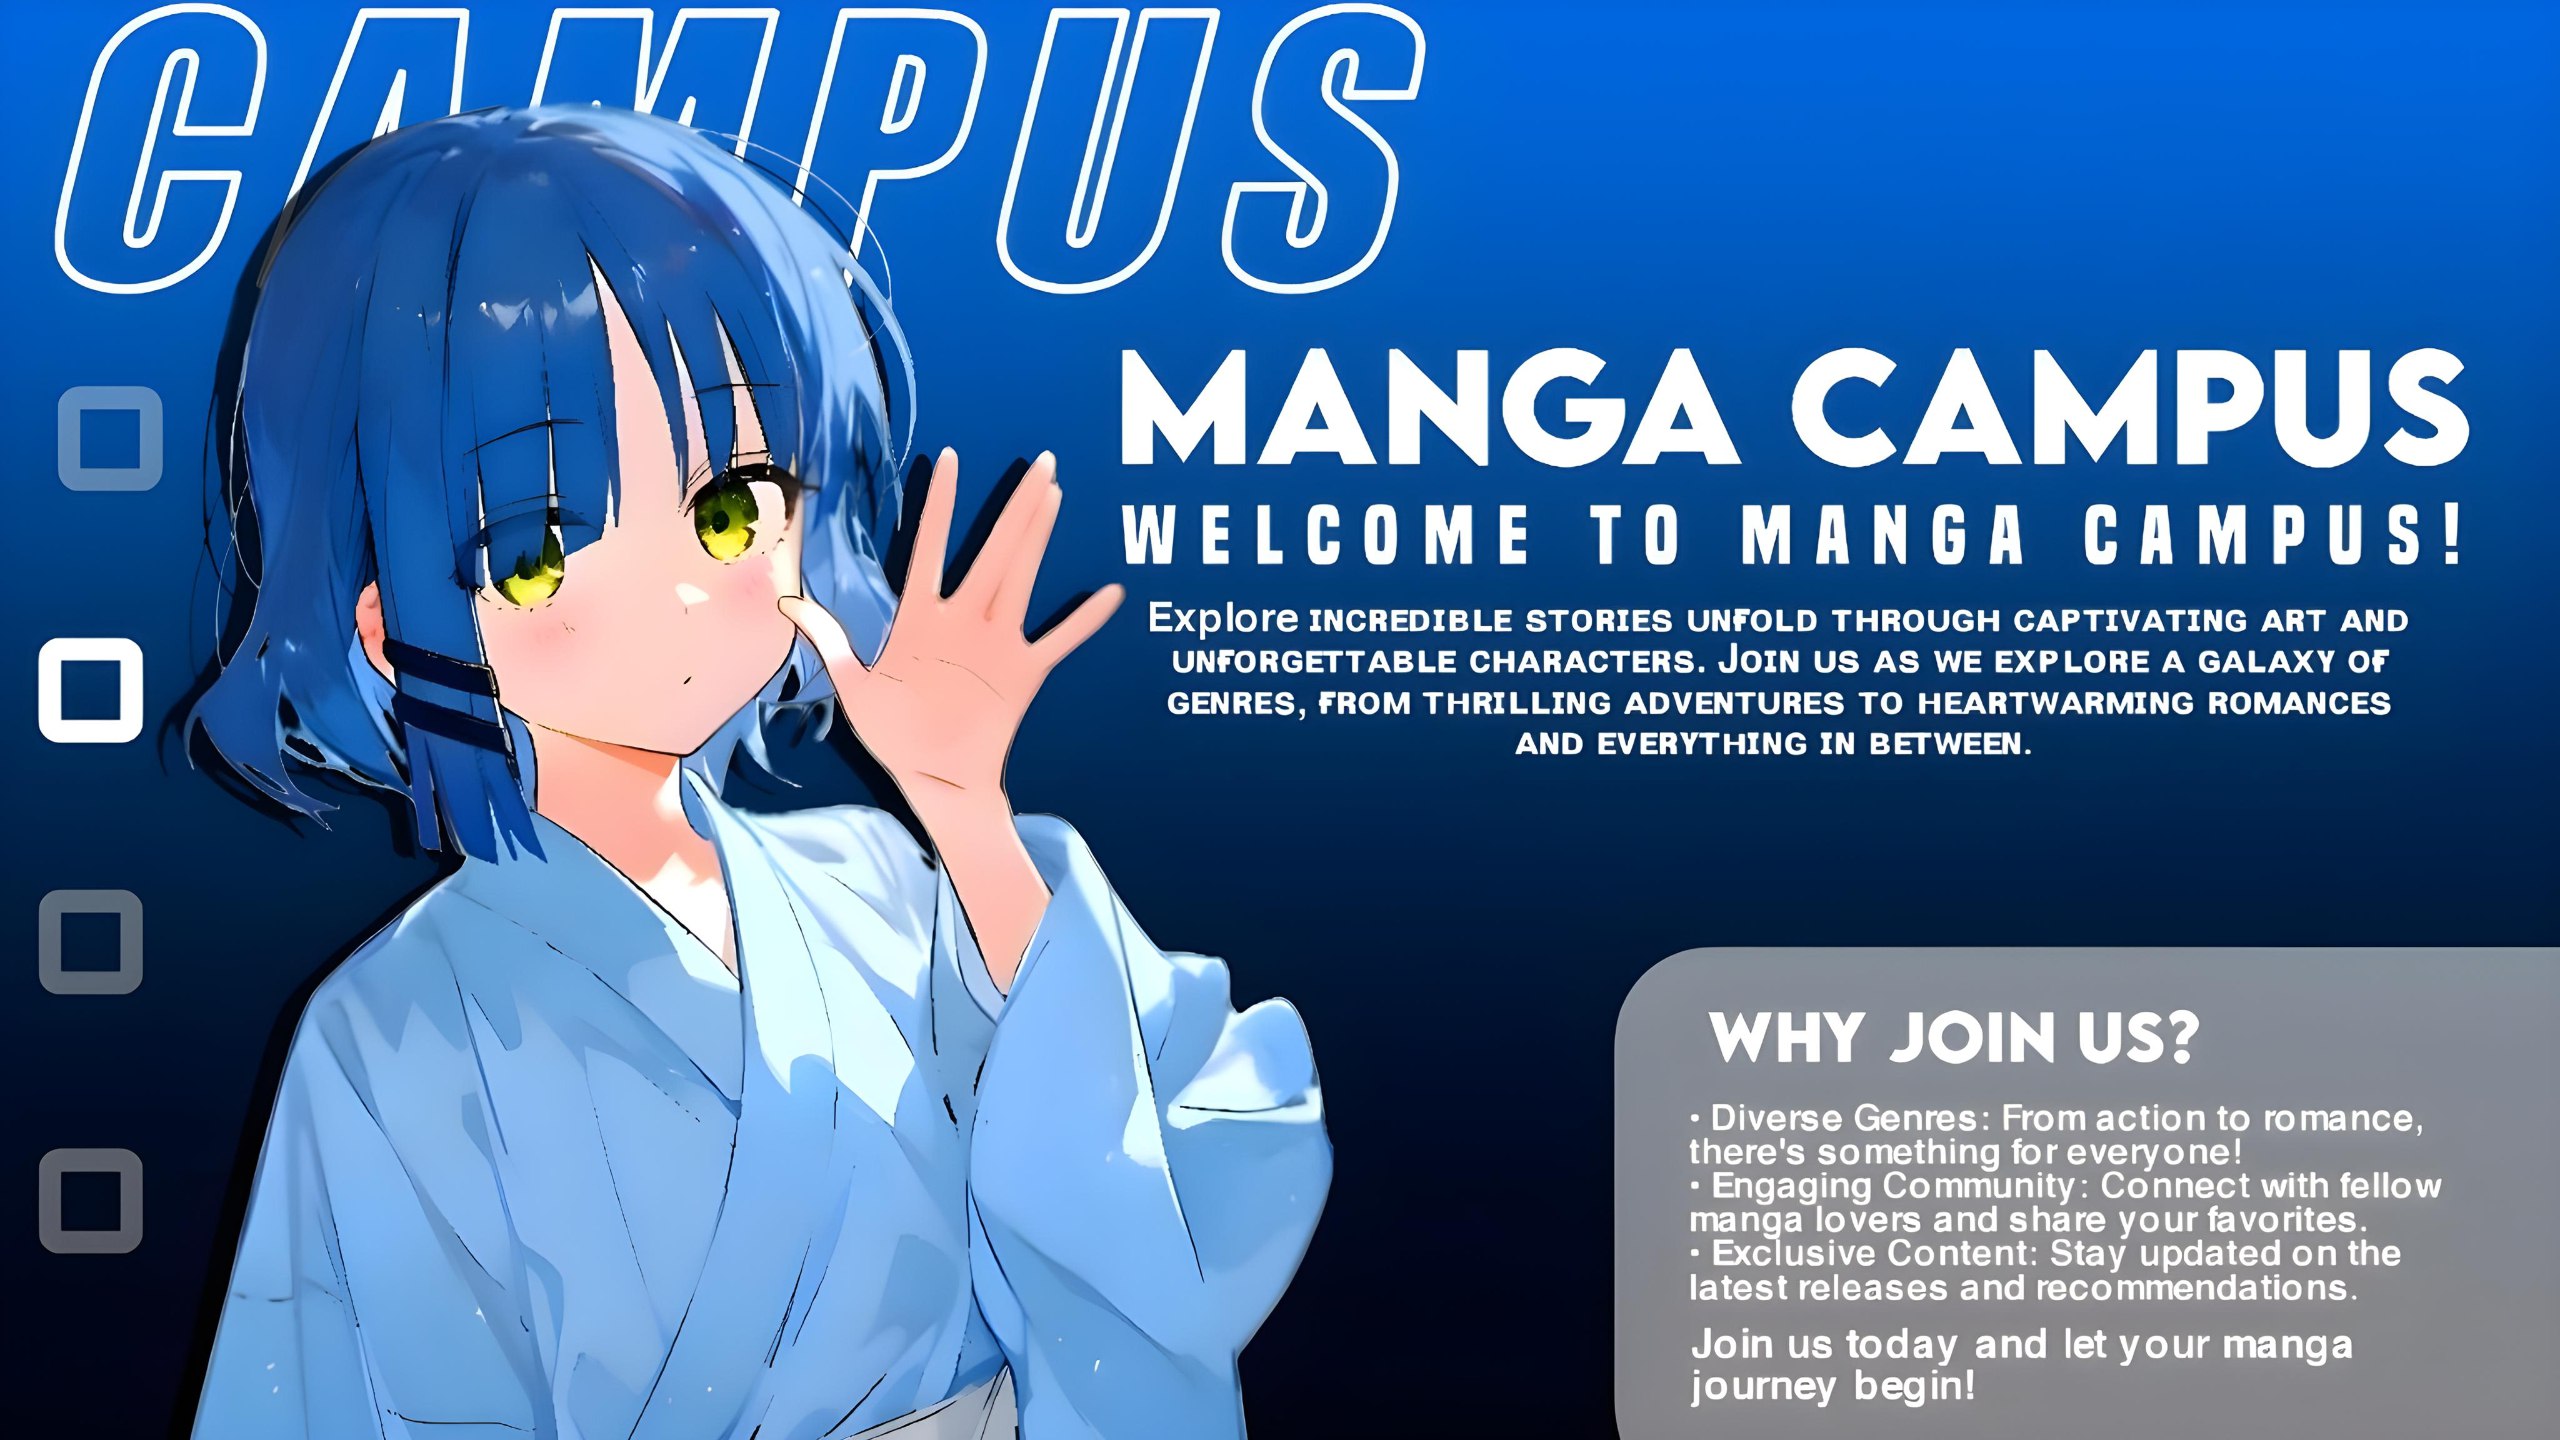 CAMPUS
MANGA CAMPUS
WELCOME TO MANGA CAMPUS!
Explore INCREDIBLE STORIES UNFOLD THROUGH CAPTIVATING ART AND
UNFORGETTABLE CHARACTERS. JOIN US AS WE EXPLORE A GALAXY OF
GENRES, FROM THRILLING ADVENTURES TO HEARTWARMING ROMANCES
AND EVERYTHING IN BETWEEN.
WHY JOIN US?
• Diverse Genres: From action to romance,
there's something for everyone!
• Engaging Community: Connect with fellow
manga lovers and share your favorites.
• Exclusive Content: Stay updated on the
latest releases and recommendations.
Join us today and let your manga
journey begin!